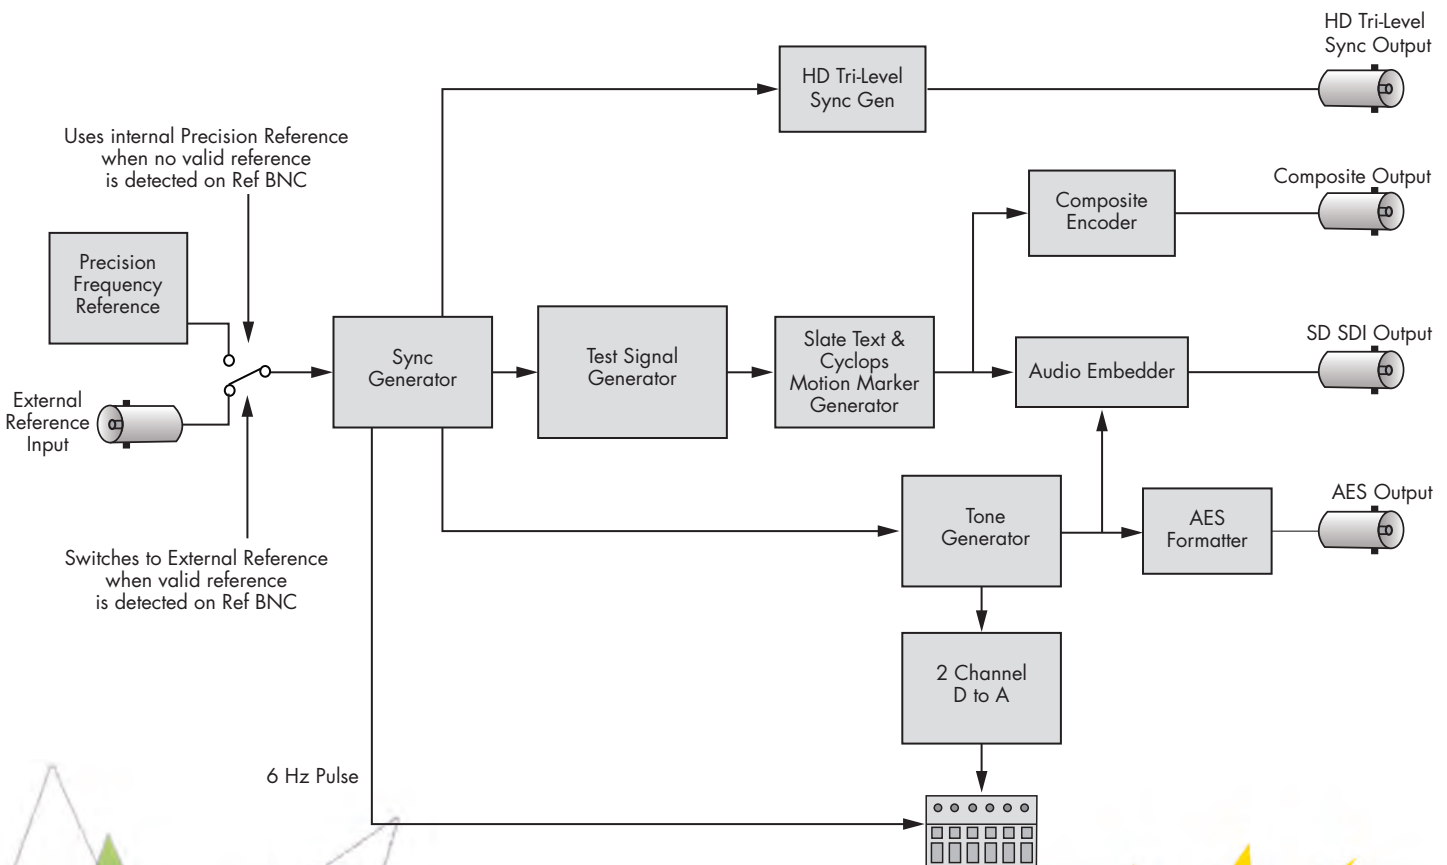 HD Tri-Level
Sync Output
HD Tri-Level
Sync Gen
Uses internal Precision Reference
when no valid reference
is detected on Ref BNC
Composite Output
Composite
Encoder
Precision
Frequency
Reference
SD SDI Output
Sync
Generator
Test Signal
Generator
Slate Text &
Cyclops
Motion Marker
Generator
Audio Embedder
External
Reference
Input
AES Output
Tone
Generator
AES
Formatter
Switches to External Reference
when valid reference
is detected on Ref BNC
2 Channel
D to A
6 Hz Pulse